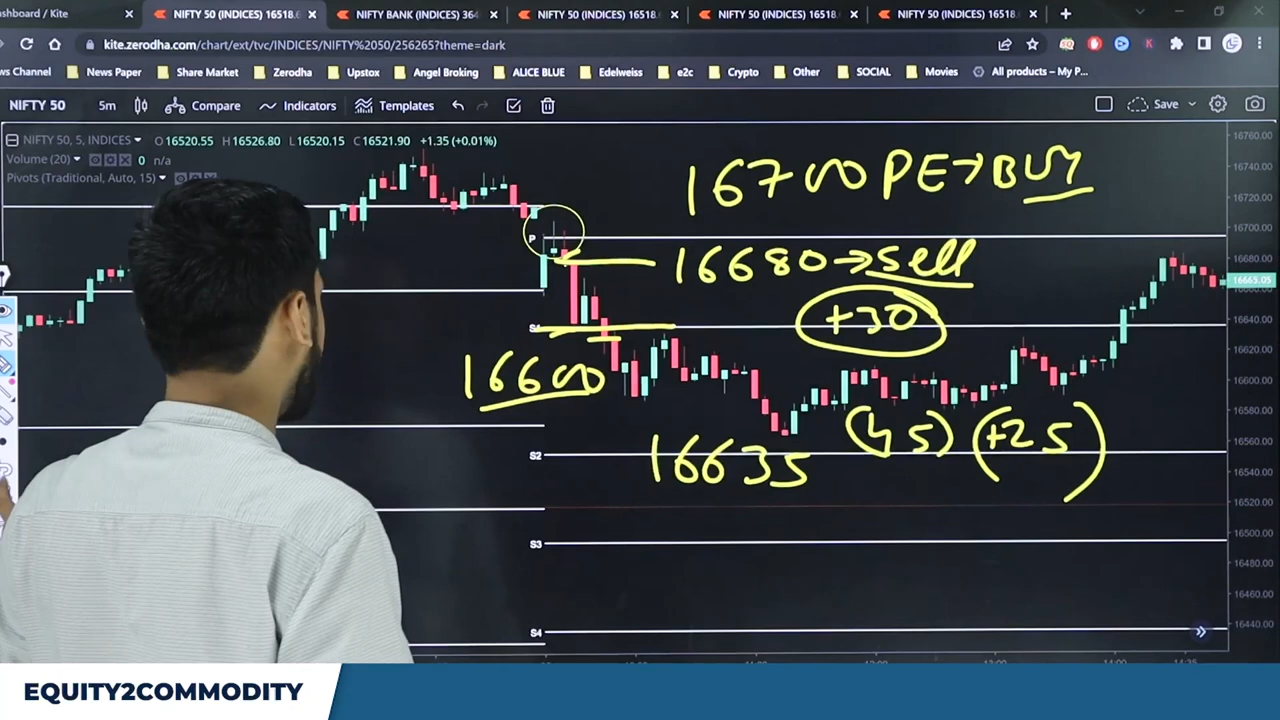 ashboard / Kite
NIFTY 50 (INDICES) 16518.
NIFTY BANK (INDICES) 364
NIFTY 50 (INDICES) 16518.
NIFTY 50 (INDICES) 16518.
NIFTY 50 (INDICES) 16518.
kite.zerodha.com/chart/ext/tvc/INDICES/NIFTY%2050/256265?theme=dark
ws Channel News Paper Share Market Zerodha Upstox Angel Broking ALICE BLUE Edelweiss e2c Crypto Other SOCIAL Movies All products – My P...
NIFTY 50 5m Compare Indicators Templates Save
NIFTY 50, 5, INDICES O16520.55 H16526.80 L16520.15 C16521.90 +1.35 (+0.01%)
Volume (20) 0 n/a
Pivots (Traditional, Auto, 15)
16700 PE → BUY
P
16680 → sell
+30
16600
16635 (45) (+25)
S2
S3
S4
16760.00
16740.00
16720.00
16700.00
16680.00
16665.05
16640.00
16620.00
16600.00
16580.00
16560.00
16540.00
16520.00
16500.00
16480.00
16460.00
16440.00
EQUITY2COMMODITY